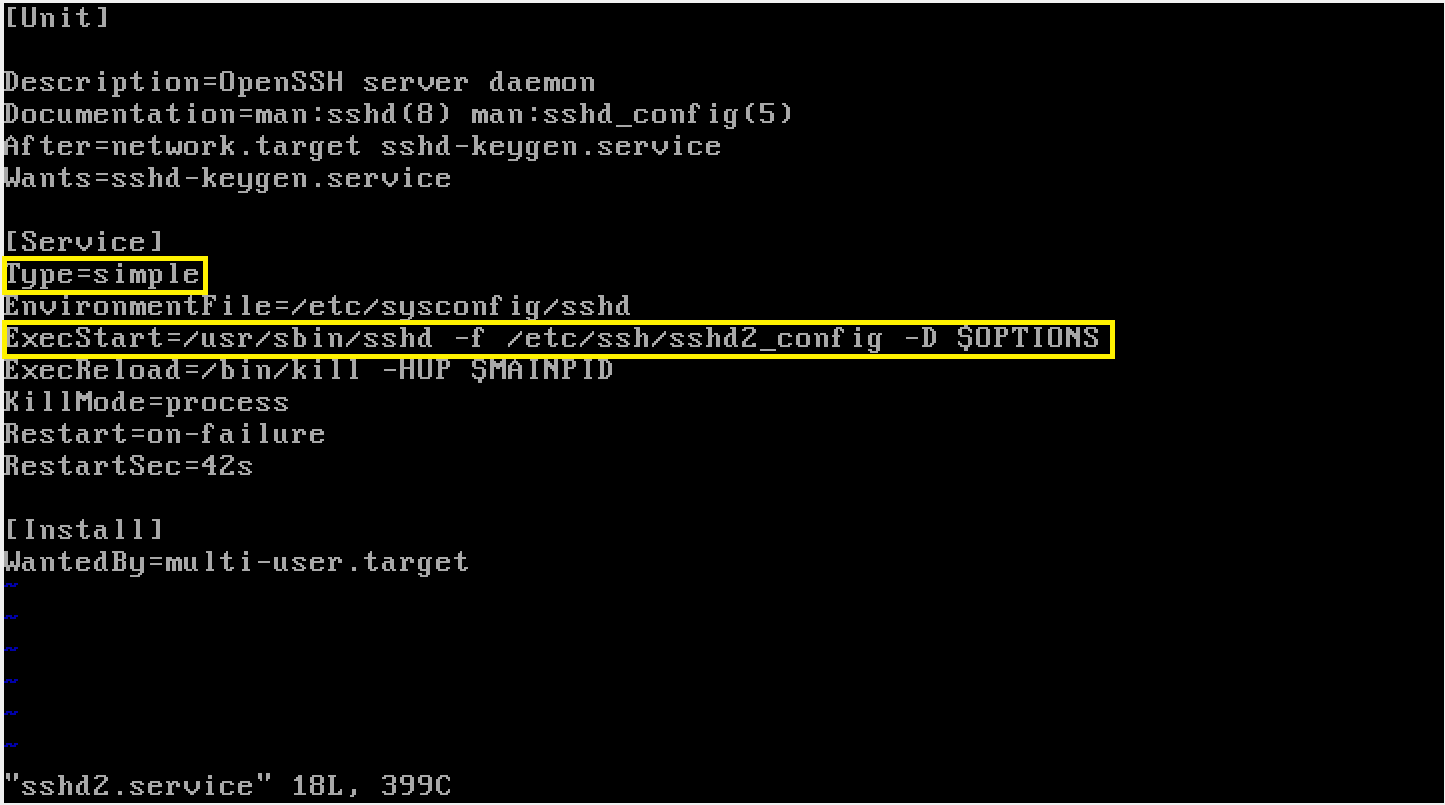 [Unit]
Description=OpenSSH server daemon
Documentation=man:sshd(8) man:sshd_config(5)
After=network.target sshd-keygen.service
Wants=sshd-keygen.service
[Service]
Type=simple
EnvironmentFile=/etc/sysconfig/sshd
ExecStart=/usr/sbin/sshd -f /etc/ssh/sshd2_config -D $OPTIONS
ExecReload=/bin/kill -HUP $MAINPID
KillMode=process
Restart=on-failure
RestartSec=42s
[Install]
WantedBy=multi-user.target
~
~
~
~
~
~
"sshd2.service" 18L, 399C